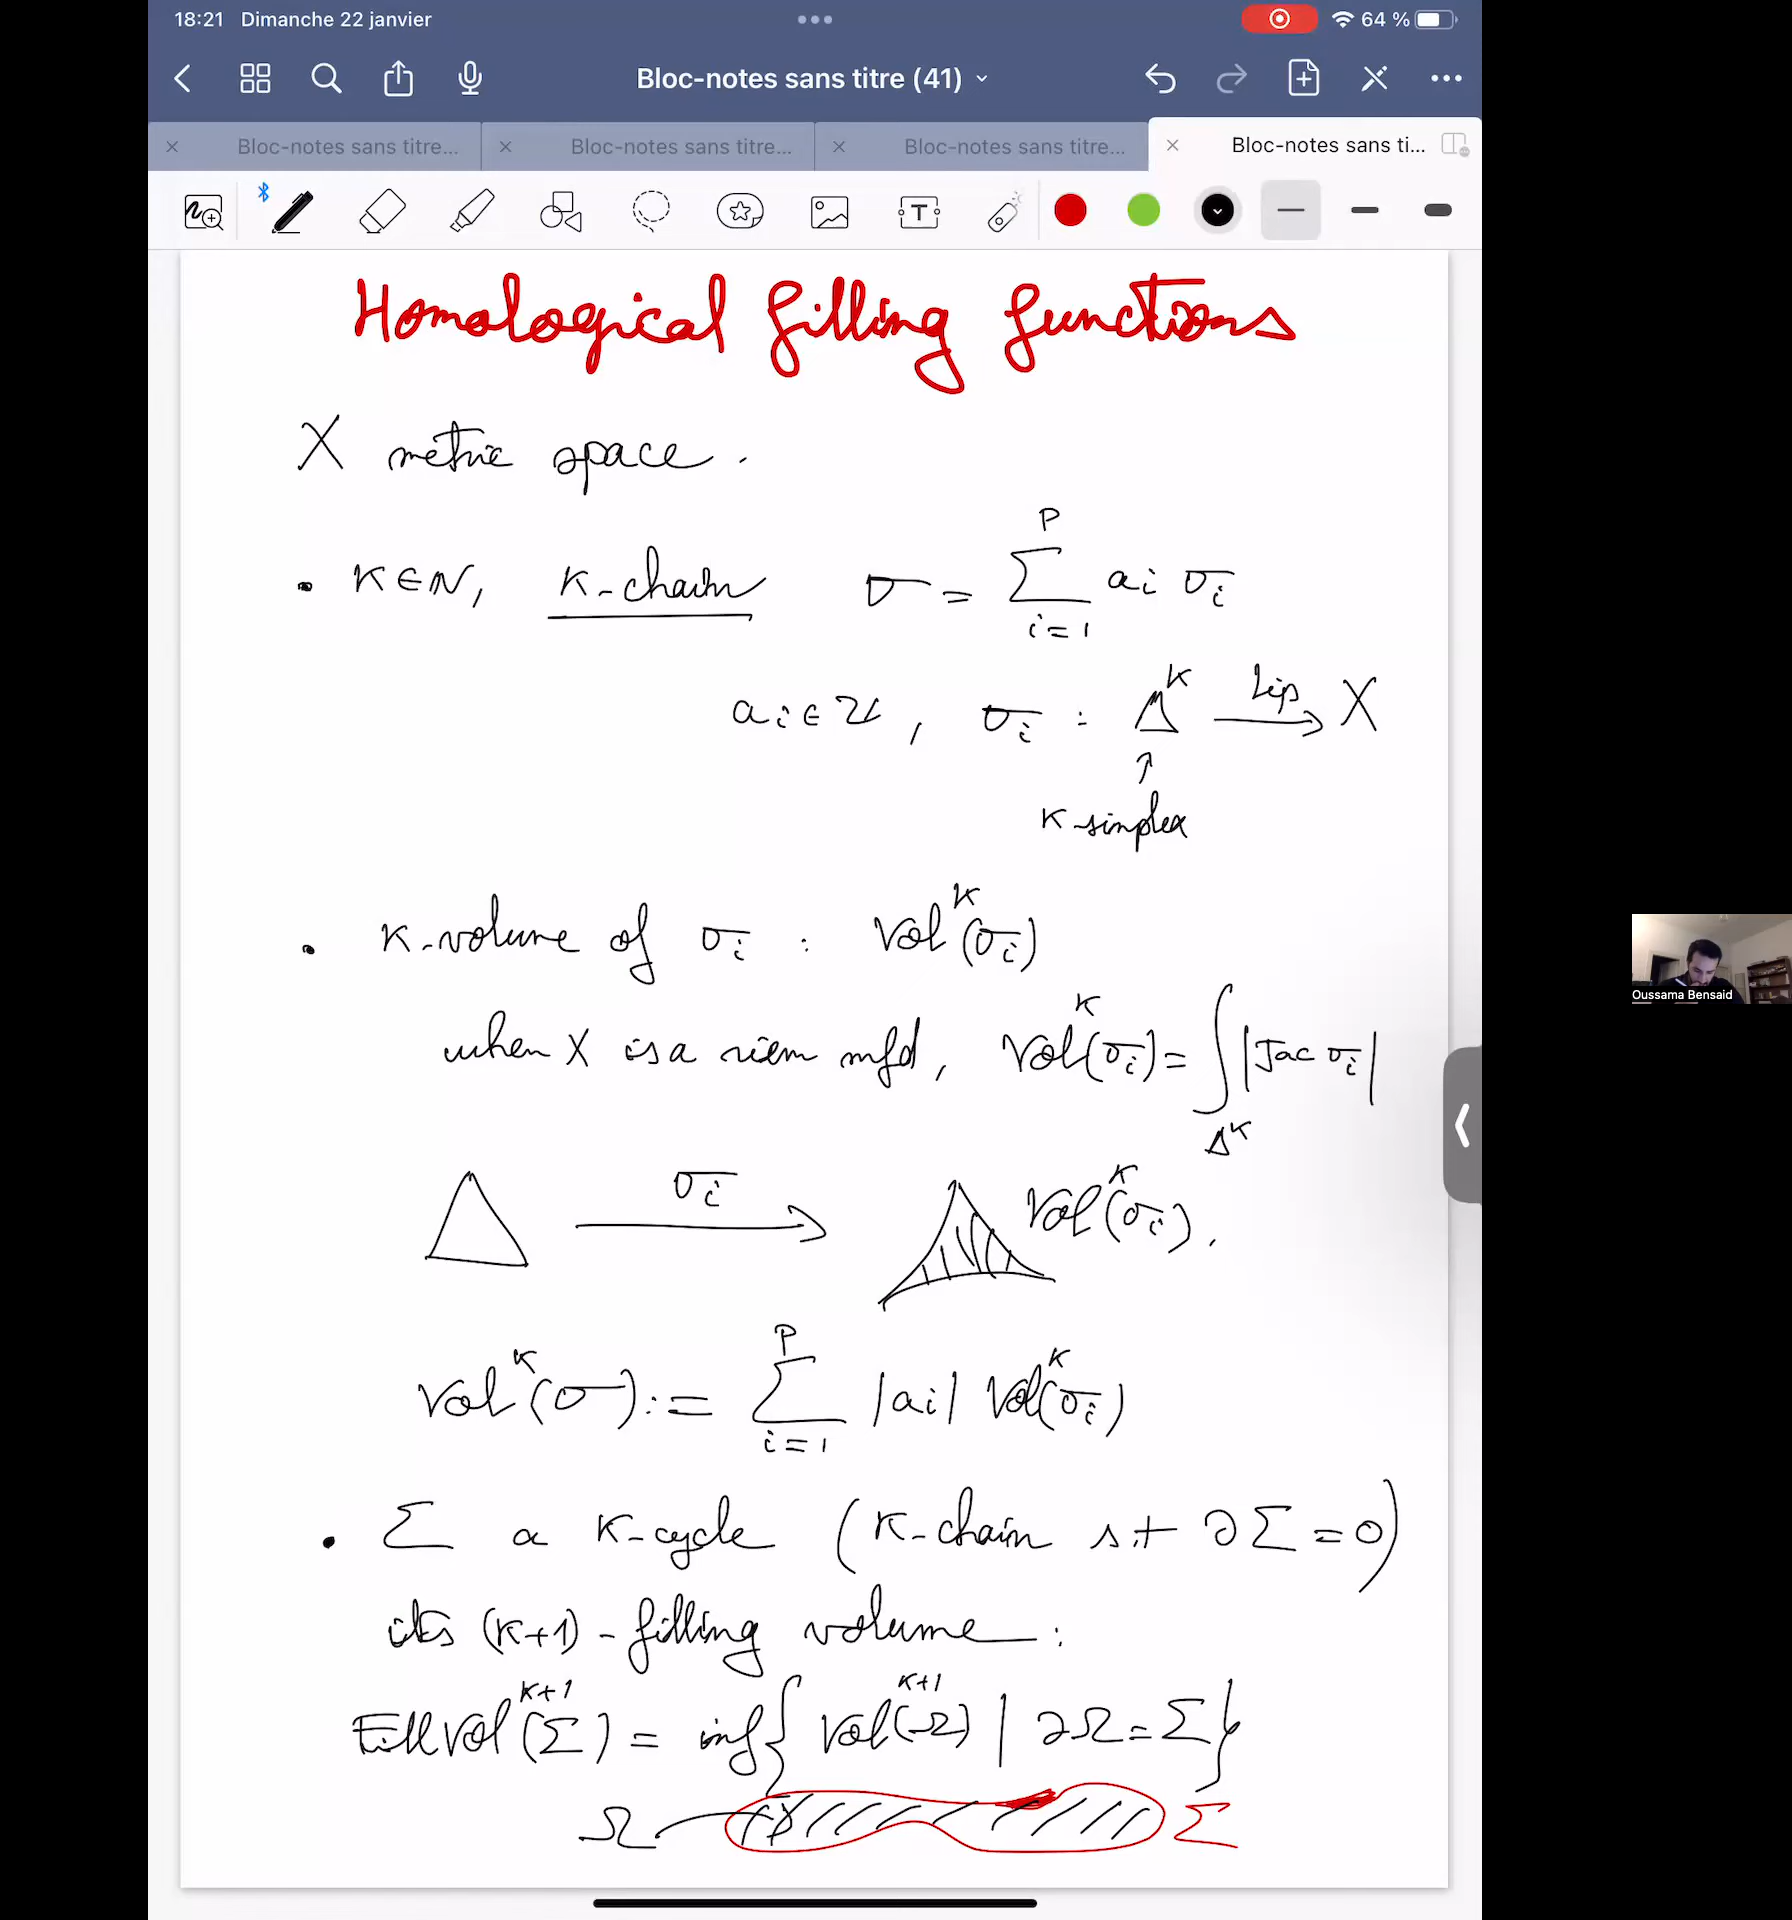 18:21 Dimanche 22 janvier
64 %
Bloc-notes sans titre (41)
Bloc-notes sans titre...
Bloc-notes sans titre...
Bloc-notes sans titre...
Bloc-notes sans ti...
T
Homological filling functions
X metric space.
• K∈ℕ, K-chain σ = ∑_{i=1}^{P} a_i σ_i
a_i ∈ ℤ, σ_i : Δ^K —Lip→ X
↑
K-simplex
• K-volume of σ_i : Vol^K(σ_i)
when X is a riem mfd, Vol^K(σ_i) = ∫_{Δ^K} |Jac σ_i|
σ_i
Vol^K(σ_i).
Vol^K(σ) := ∑_{i=1}^{P} |a_i| Vol^K(σ_i)
• Σ a K-cycle (K-chain s.t ∂Σ = 0)
its (K+1)-filling volume :
FillVol^{K+1}(Σ) = inf{ Vol^{K+1}(Ω) | ∂Ω = Σ }
Ω Σ
Oussama Bensaid